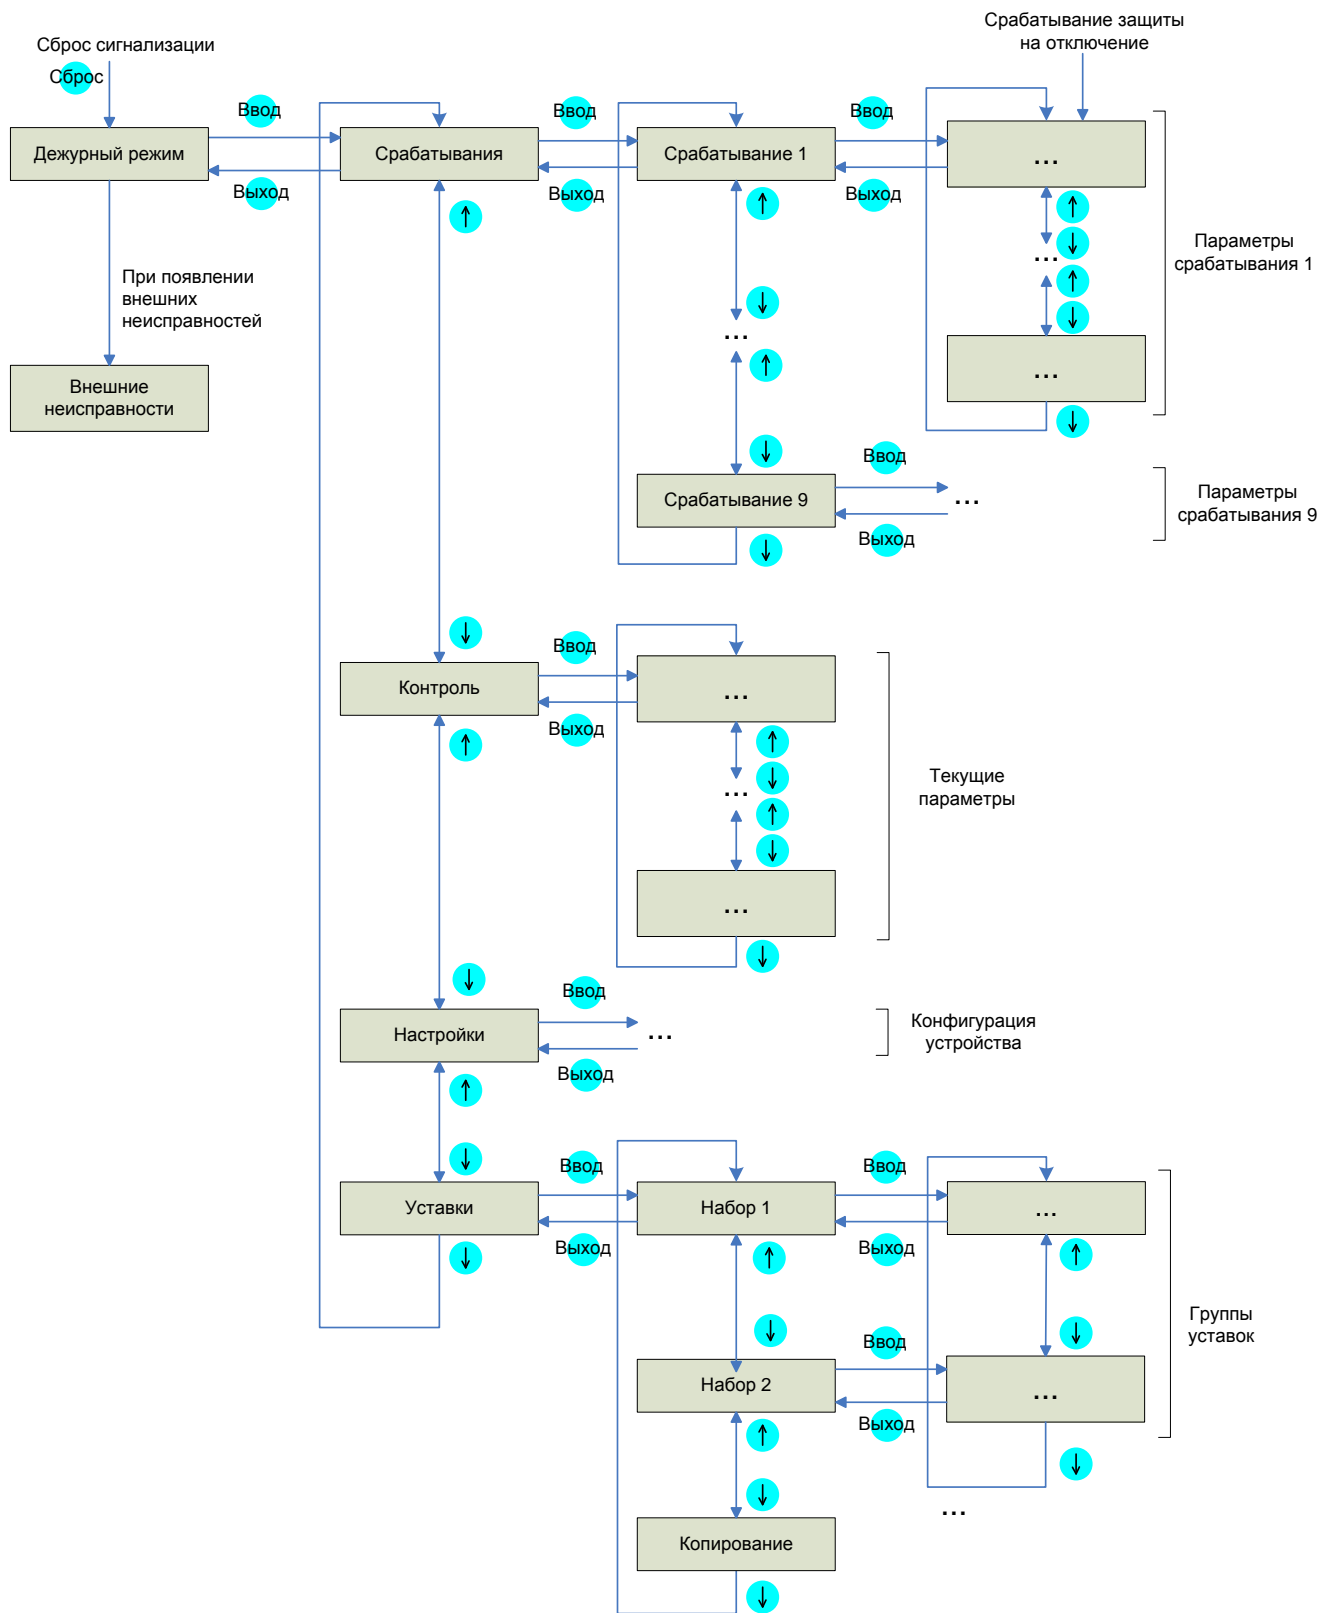 Сброс сигнализации
Сброс
Срабатывание защиты
на отключение
Ввод
Ввод
Ввод
Дежурный режим
Срабатывания
Срабатывание 1
...
Выход
Выход
Выход
↑
↑
↑
↓
Параметры
срабатывания 1
...
↑
↓
При появлении
внешних
неисправностей
↓
...
↑
...
Внешние
неисправности
↓
↓
Ввод
Срабатывание 9
...
Параметры
срабатывания 9
Выход
↓
↓
Ввод
Контроль
...
Выход
↑
↑
↓
...
↑
↓
Текущие
параметры
...
↓
↓
Ввод
Настройки
...
Конфигурация
устройства
Выход
↑
↓
Ввод
Ввод
Уставки
Набор 1
...
Выход
Выход
↓
↑
↑
↓
↓
Группы
уставок
Ввод
Набор 2
...
Выход
↑
↓
↓
...
Копирование
↓